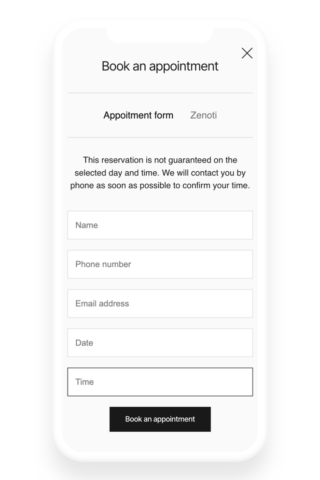 Book an appointment
Appoitment form Zenoti
This reservation is not guaranteed on the
selected day and time. We will contact you by
phone as soon as possible to confirm your time.
Name
Phone number
Email address
Date
Time
Book an appointment